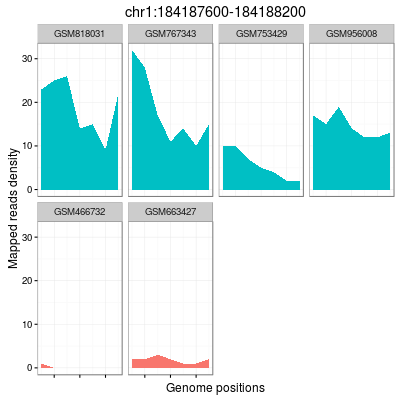 chr1:184187600-184188200
GSM818031 GSM767343 GSM753429 GSM956008
30
20
10
0
GSM466732 GSM663427
30
20
10
0
Mapped reads density
Genome positions